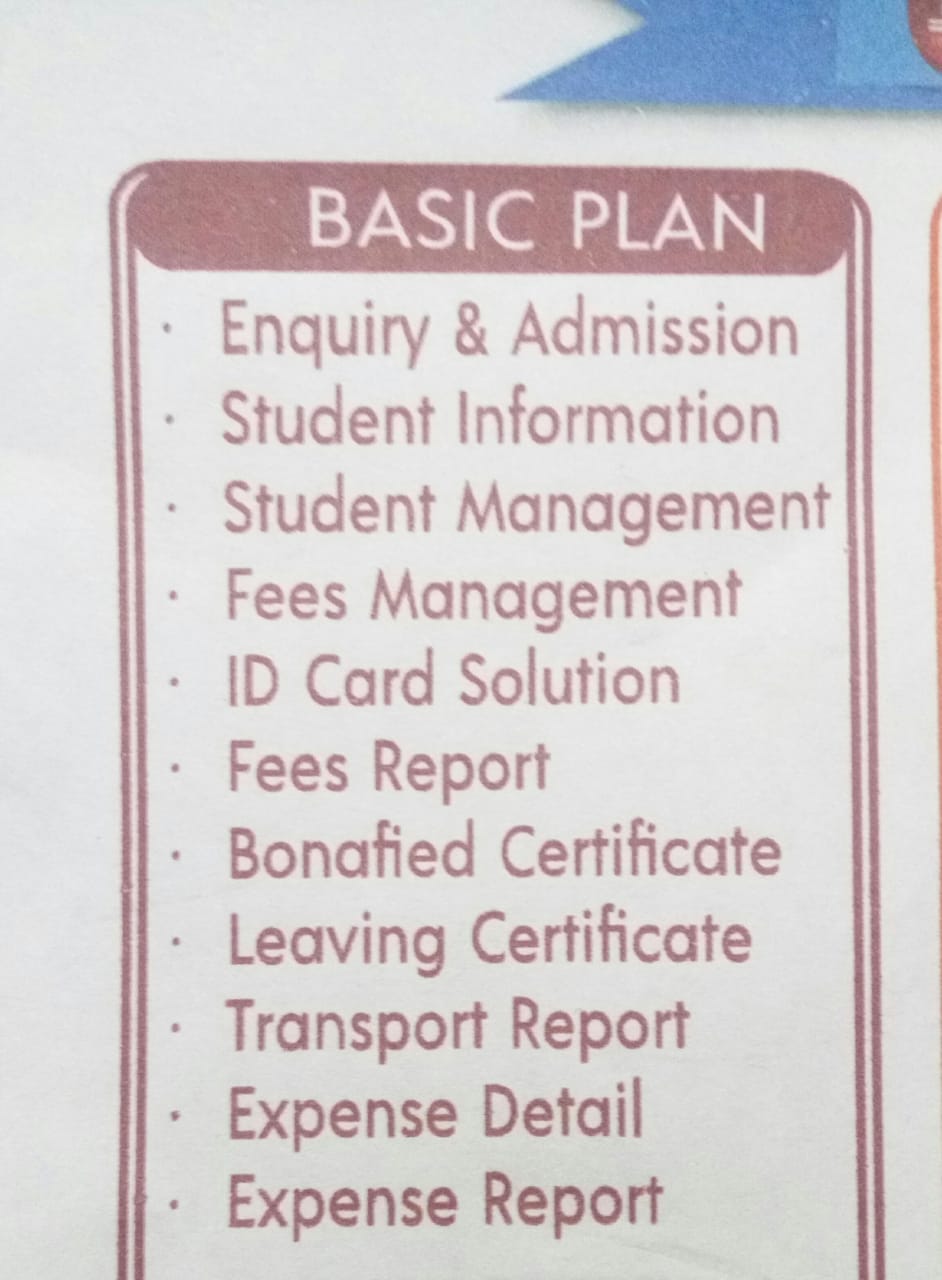 BASIC PLAN
· Enquiry & Admission
· Student Information
· Student Management
· Fees Management
· ID Card Solution
· Fees Report
· Bonafied Certificate
· Leaving Certificate
· Transport Report
· Expense Detail
· Expense Report